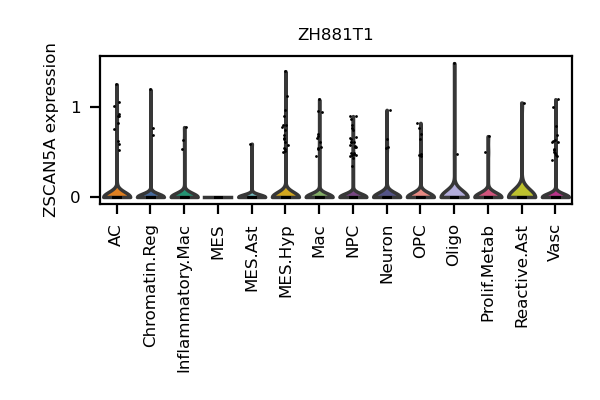 ZH881T1
ZSCAN5A expression
1
0
AC
Chromatin.Reg
Inflammatory.Mac
MES
MES.Ast
MES.Hyp
Mac
NPC
Neuron
OPC
Oligo
Prolif.Metab
Reactive.Ast
Vasc